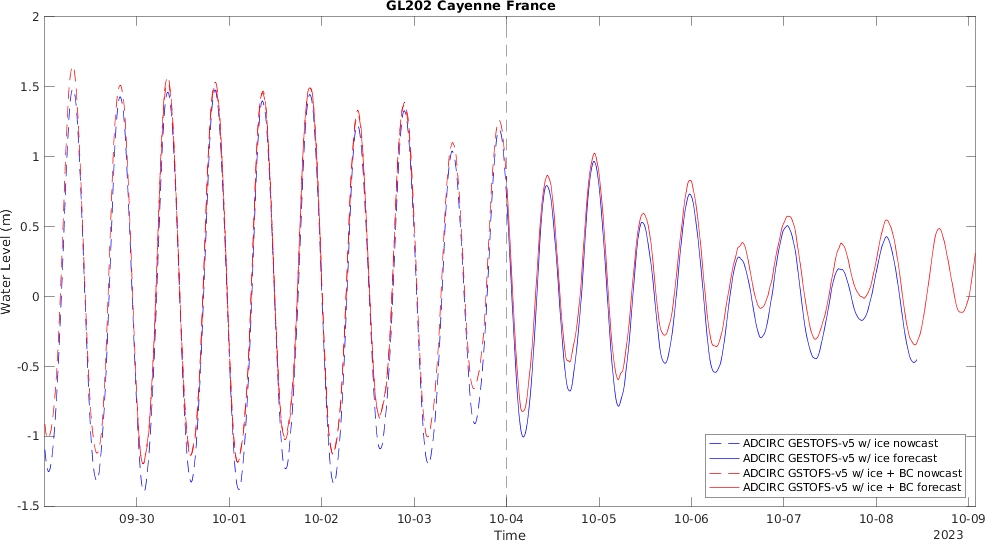 GL202 Cayenne France
2
1.5
1
0.5
0
-0.5
-1
-1.5
Water Level (m)
ADCIRC GESTOFS-v5 w/ ice nowcast
ADCIRC GESTOFS-v5 w/ ice forecast
ADCIRC GSTOFS-v5 w/ ice + BC nowcast
ADCIRC GSTOFS-v5 w/ ice + BC forecast
09-30 10-01 10-02 10-03 10-04 10-05 10-06 10-07 10-08 10-09
Time
2023